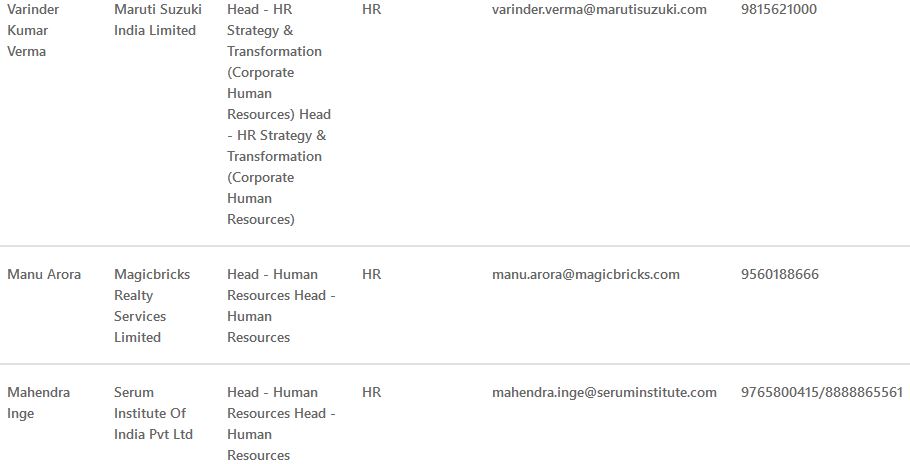 Varinder Kumar Verma
Maruti Suzuki India Limited
Head - HR Strategy & Transformation (Corporate Human Resources) Head - HR Strategy & Transformation (Corporate Human Resources)
HR
varinder.verma@marutisuzuki.com
9815621000
Manu Arora
Magicbricks Realty Services Limited
Head - Human Resources Head - Human Resources
HR
manu.arora@magicbricks.com
9560188666
Mahendra Inge
Serum Institute Of India Pvt Ltd
Head - Human Resources Head - Human Resources
HR
mahendra.inge@seruminstitute.com
9765800415/8888865561